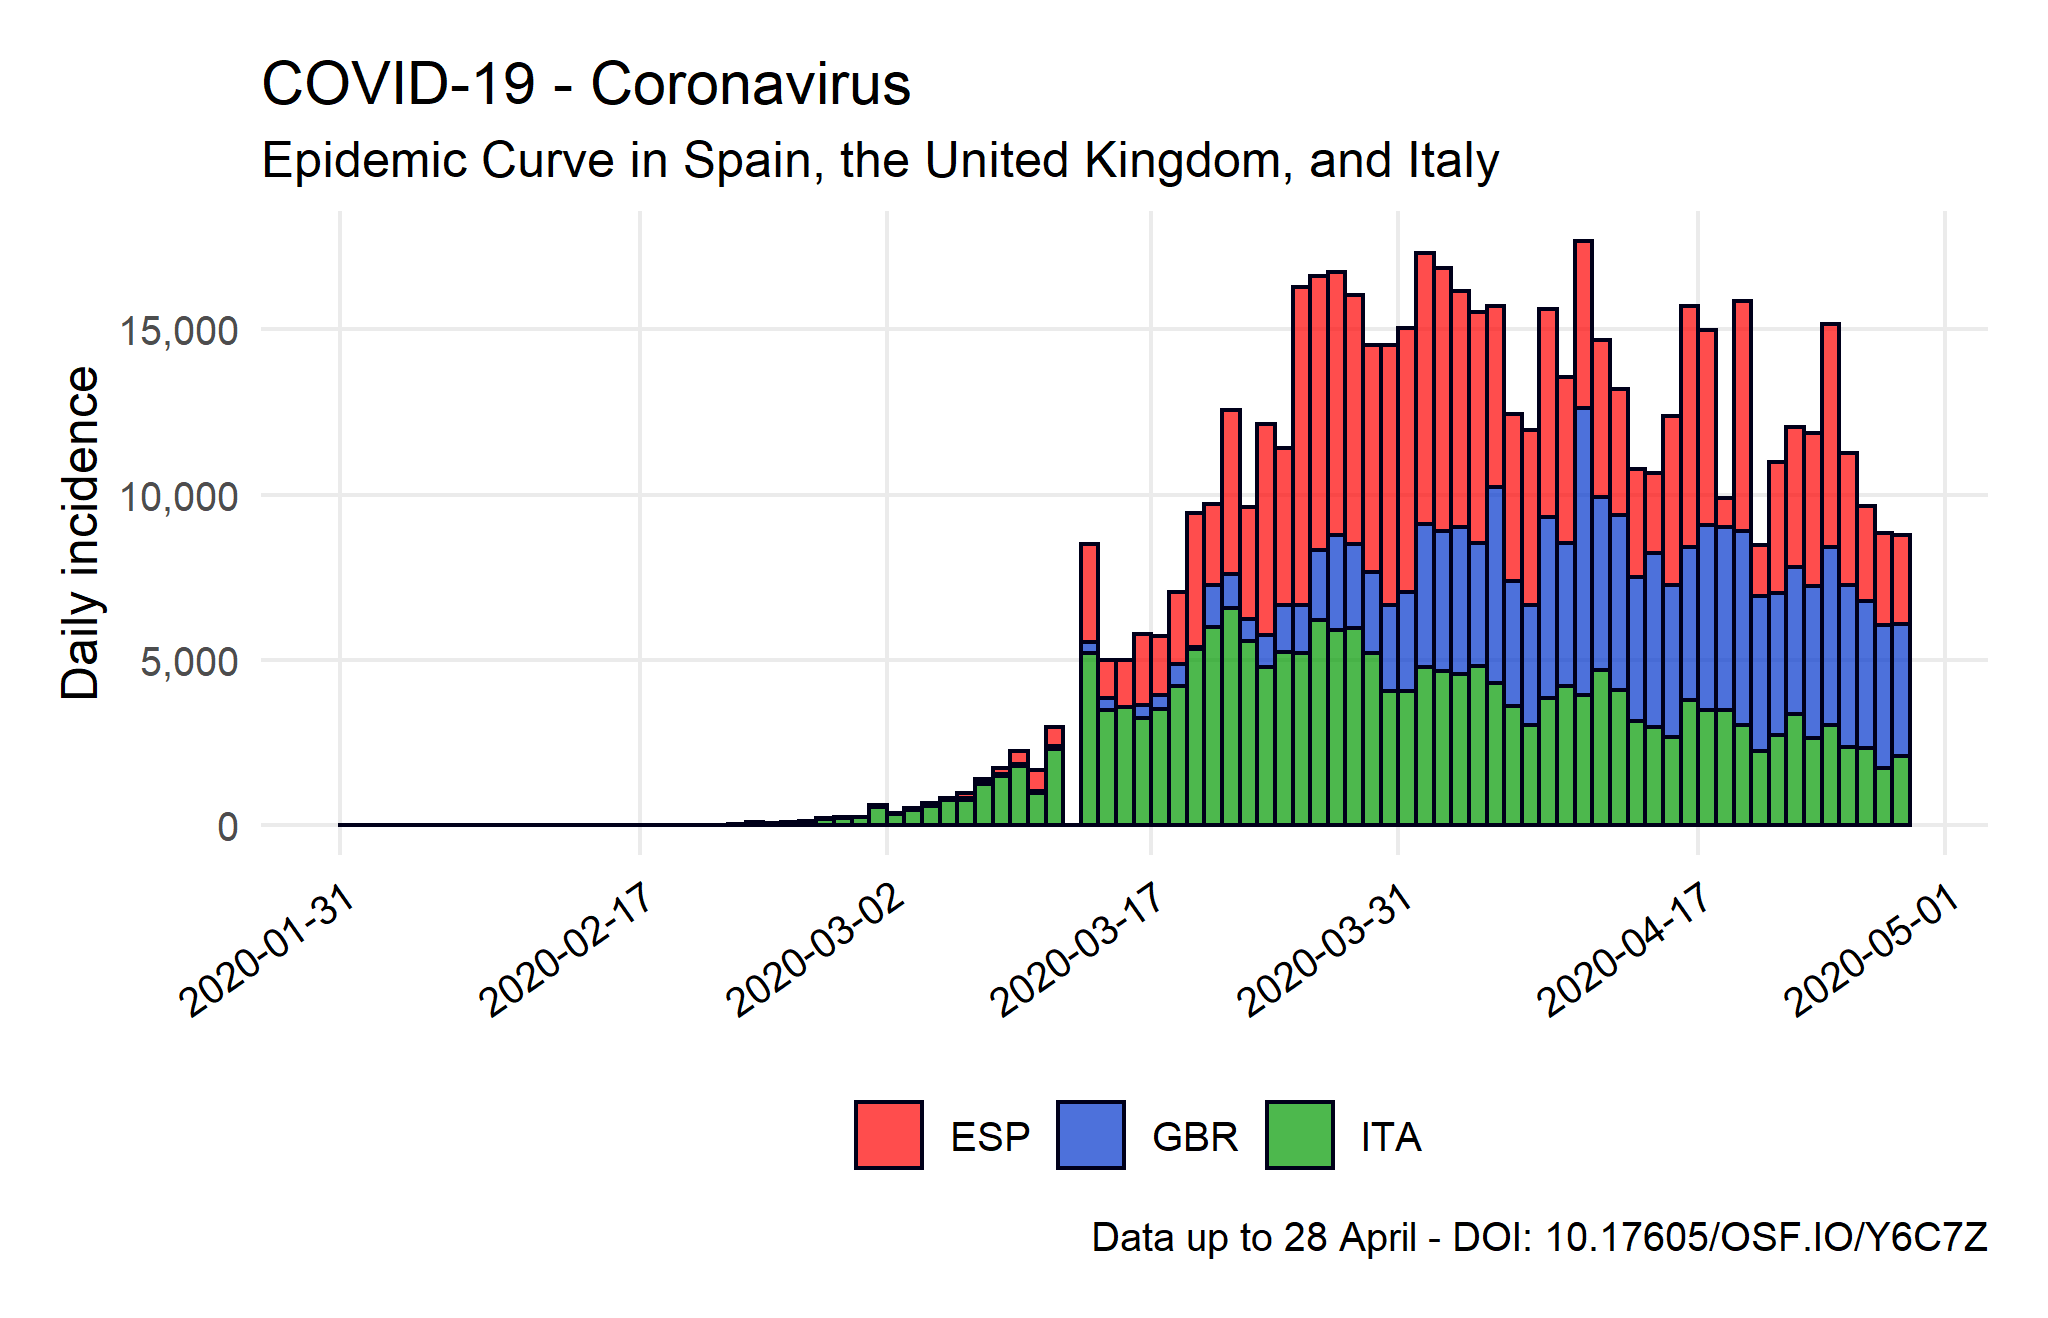 COVID-19 - Coronavirus
Epidemic Curve in Spain, the United Kingdom, and Italy
Daily incidence
15,000
10,000
5,000
0
2020-01-31
2020-02-17
2020-03-02
2020-03-17
2020-03-31
2020-04-17
2020-05-01
ESP GBR ITA
Data up to 28 April - DOI: 10.17605/OSF.IO/Y6C7Z